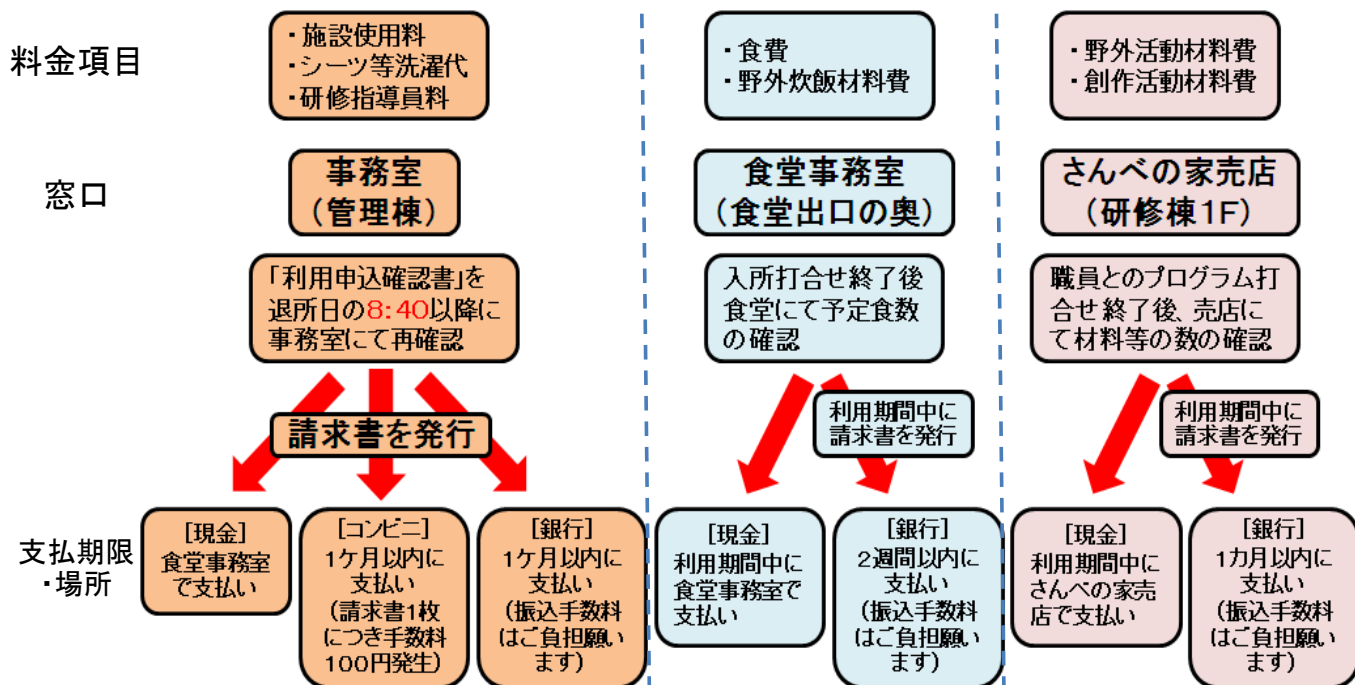 料金項目
・施設使用料
・シーツ等洗濯代
・研修指導員料
・食費
・野外炊飯材料費
・野外活動材料費
・創作活動材料費
窓口
事務室
(管理棟)
食堂事務室
(食堂出口の奥)
さんべの家売店
(研修棟1F)
「利用申込確認書」を
退所日の8:40以降に
事務室にて再確認
入所打合せ終了後
食堂にて予定食数
の確認
職員とのプログラム打
合せ終了後、売店に
て材料等の数の確認
請求書を発行
利用期間中に
請求書を発行
利用期間中に
請求書を発行
支払期限
・場所
[現金]
食堂事務室
で支払い
[コンビニ]
1ケ月以内に
支払い
(請求書1枚
につき手数料
100円発生)
[銀行]
1ケ月以内に
支払い
(振込手数料
はご負担願い
ます)
[現金]
利用期間中に
食堂事務室で
支払い
[銀行]
2週間以内に
支払い
(振込手数料
はご負担願い
ます)
[現金]
利用期間中に
さんべの家売
店で支払い
[銀行]
1カ月以内に
支払い
(振込手数料
はご負担願い
ます)